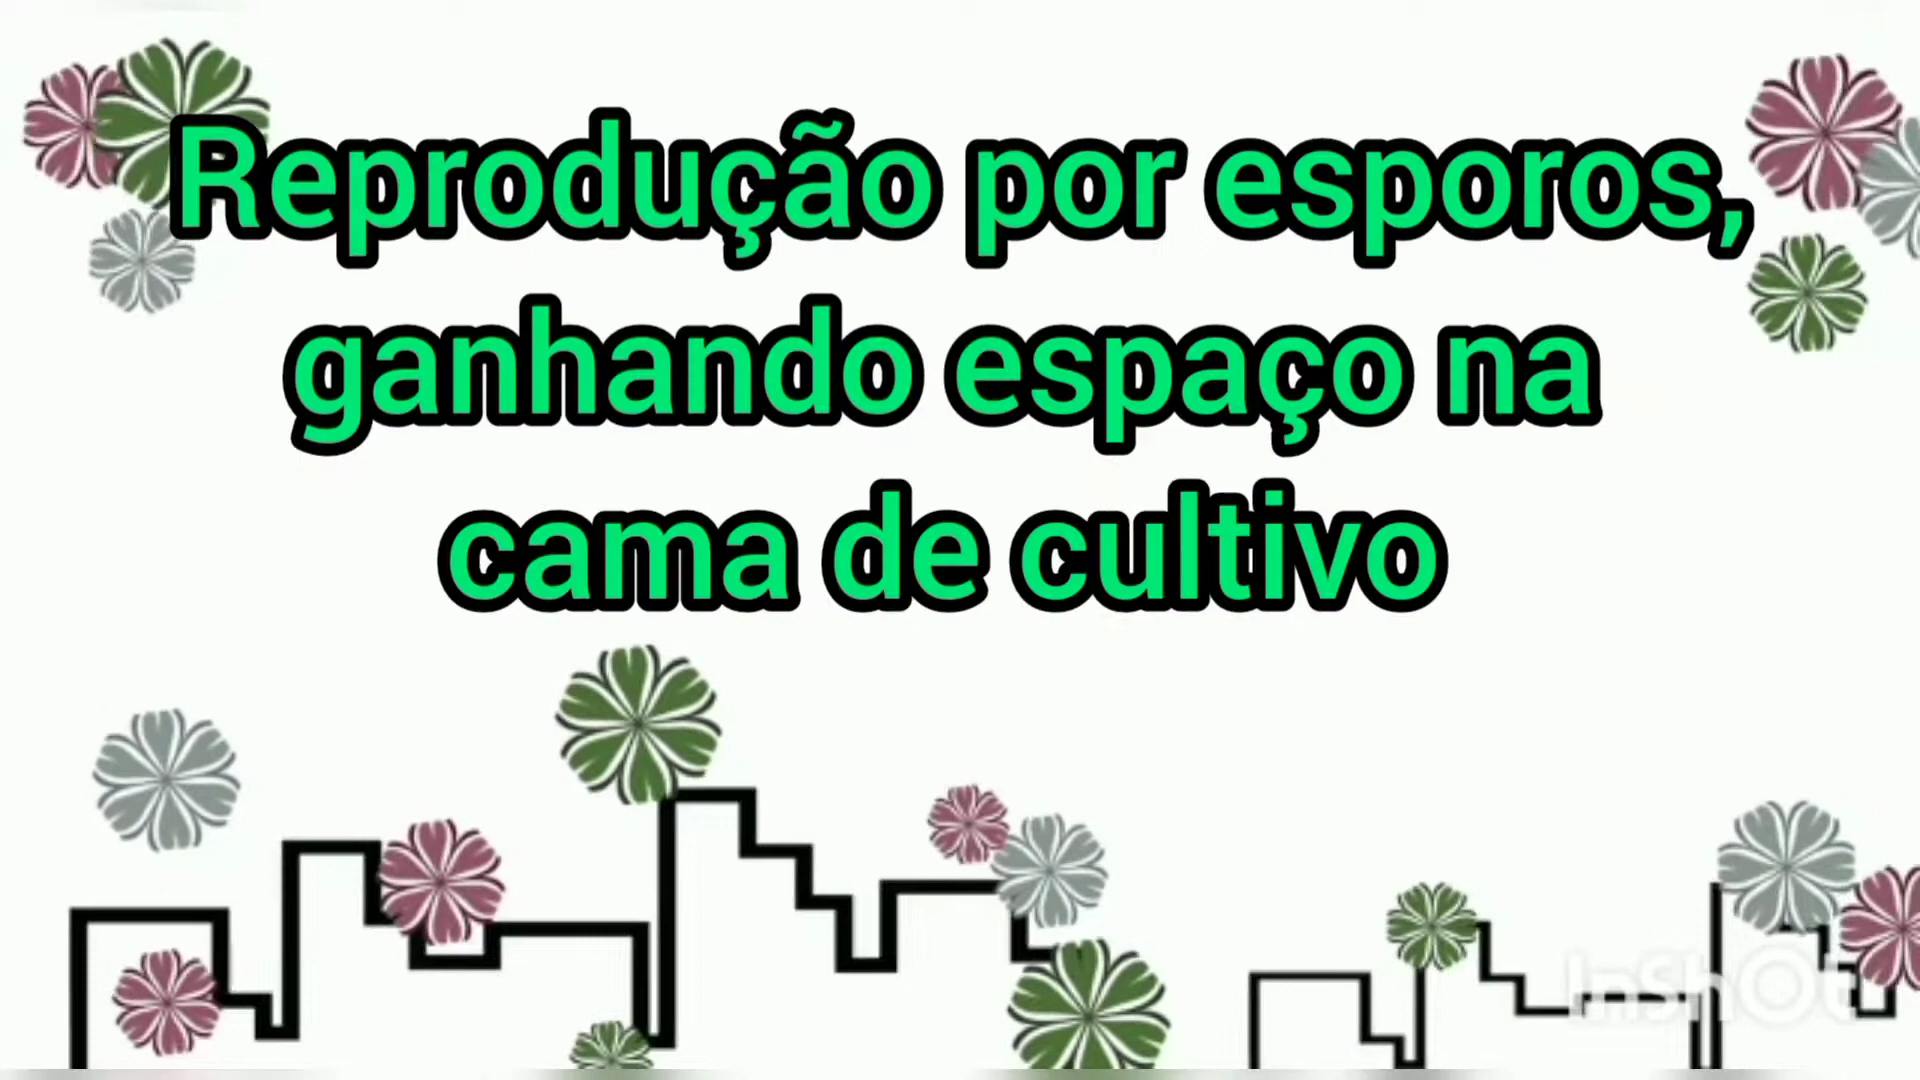 Reprodução por esporos,
ganhando espaço na
cama de cultivo
InShOt